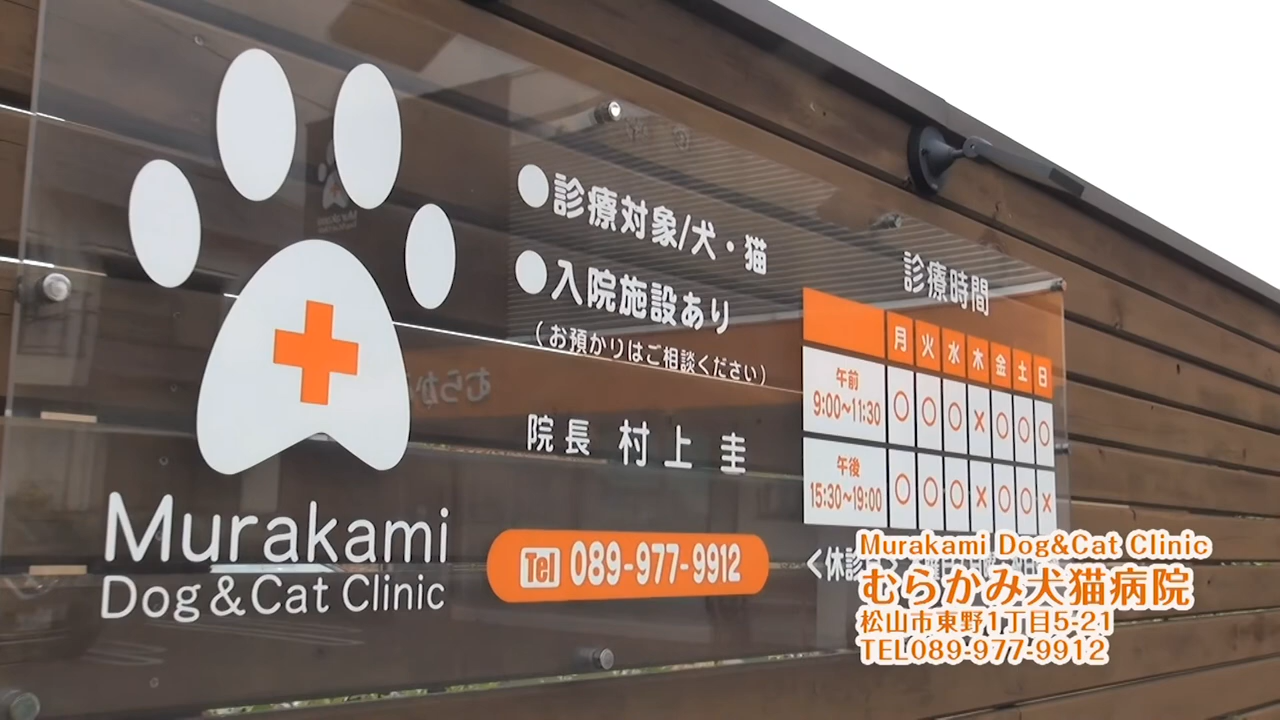 ●診療対象/犬・猫
●入院施設あり
(お預かりはご相談ください)
院長 村上 圭
Tel 089-977-9912
Murakami
Dog&Cat Clinic
診療時間
月 火 水 木 金 土 日
午前
9:00~11:30 ○ ○ ○ × ○ ○ ○
午後
15:30~19:00 ○ ○ ○ × ○ ○ ×
Murakami Dog&Cat Clinic
むらかみ犬猫病院
松山市東野1丁目5-21
TEL089-977-9912